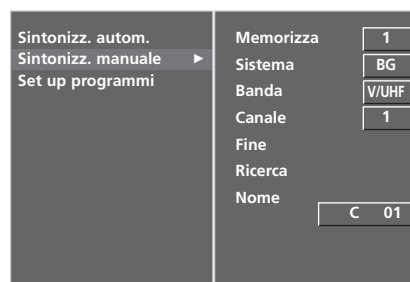 Sintonizz. autom.
Sintonizz. manuale ►
Set up programmi
Memorizza 1
Sistema BG
Banda V/UHF
Canale 1
Fine
Ricerca
Nome
C 01